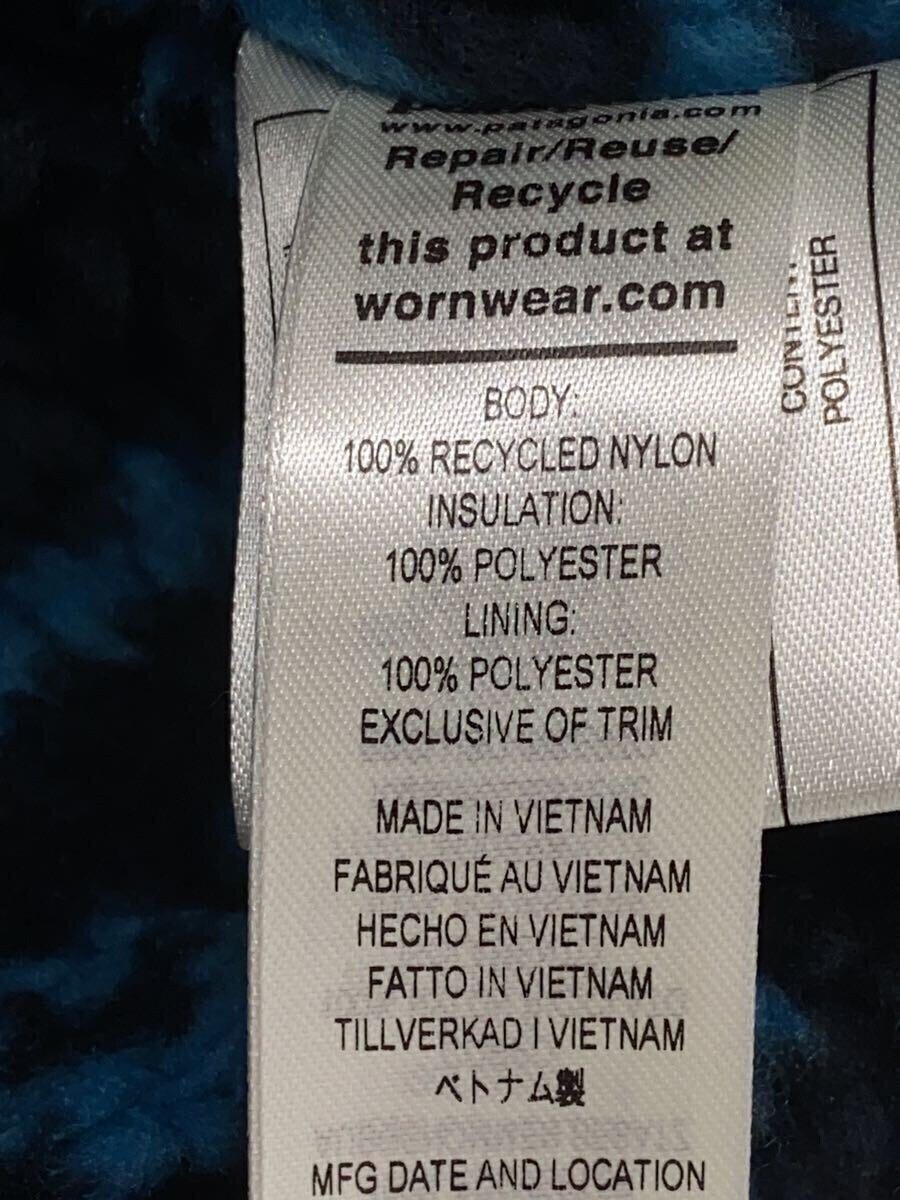 www.patagonia.com
Repair/Reuse/
Recycle
this product at
wornwear.com
BODY:
100% RECYCLED NYLON
INSULATION:
100% POLYESTER
LINING:
100% POLYESTER
EXCLUSIVE OF TRIM
MADE IN VIETNAM
FABRIQUÉ AU VIETNAM
HECHO EN VIETNAM
FATTO IN VIETNAM
TILLVERKAD I VIETNAM
ベトナム製
MFG DATE AND LOCATION
POLYESTER